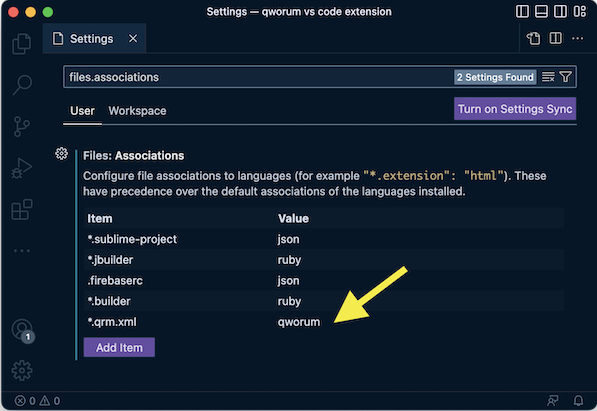 Settings — qworum vs code extension
Settings
files.associations
2 Settings Found
User Workspace
Turn on Settings Sync
Files: Associations
Configure file associations to languages (for example "*.extension": "html"). These
have precedence over the default associations of the languages installed.
Item Value
*.sublime-project json
*.jbuilder ruby
.firebaserc json
*.builder ruby
*.qrm.xml qworum
Add Item
1
0 0